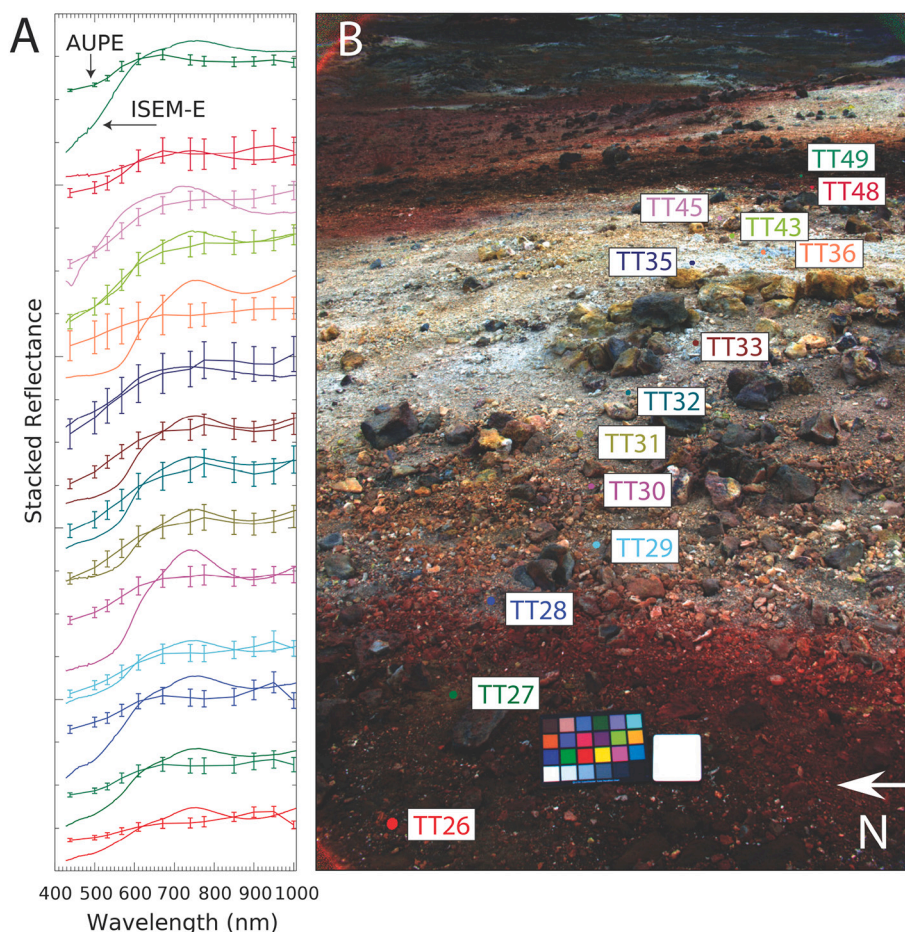 A
AUPE
ISEM-E
Stacked Reflectance
400 500 600 700 800 900 1000
Wavelength (nm)
B
TT49
TT48
TT45
TT43
TT36
TT35
TT33
TT32
TT31
TT30
TT29
TT28
TT27
TT26
N